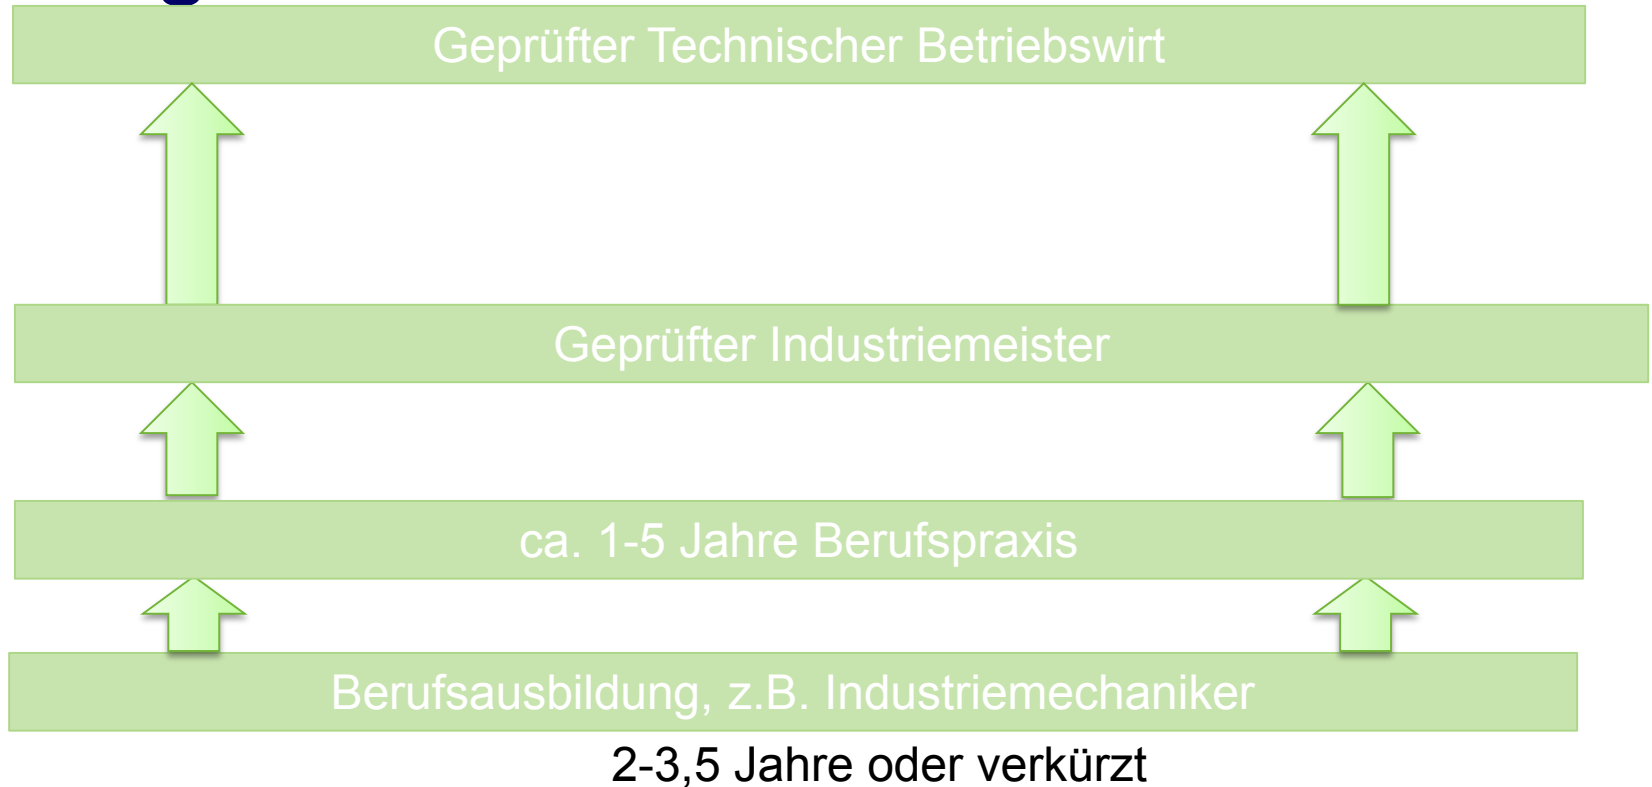 Geprüfter Technischer Betriebswirt
Geprüfter Industriemeister
ca. 1-5 Jahre Berufspraxis
Berufsausbildung, z.B. Industriemechaniker
2-3,5 Jahre oder verkürzt